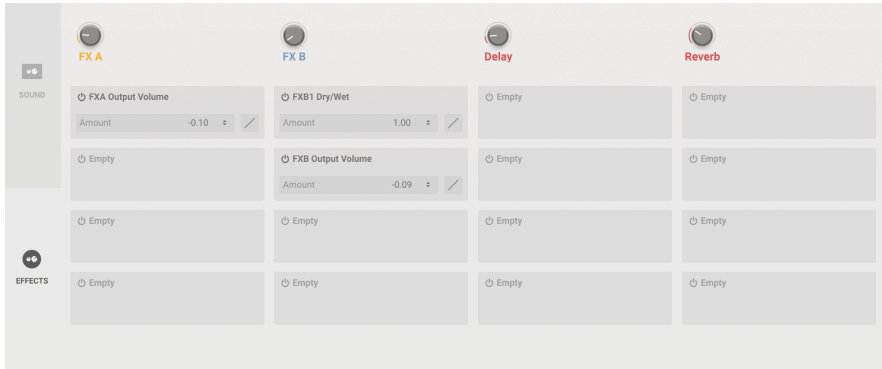 FX A FX B Delay Reverb
SOUND
FXA Output Volume FXB1 Dry/Wet Empty Empty
Amount -0.10 Amount 1.00
Empty FXB Output Volume Empty Empty
Amount -0.09
Empty Empty Empty Empty
EFFECTS
Empty Empty Empty Empty